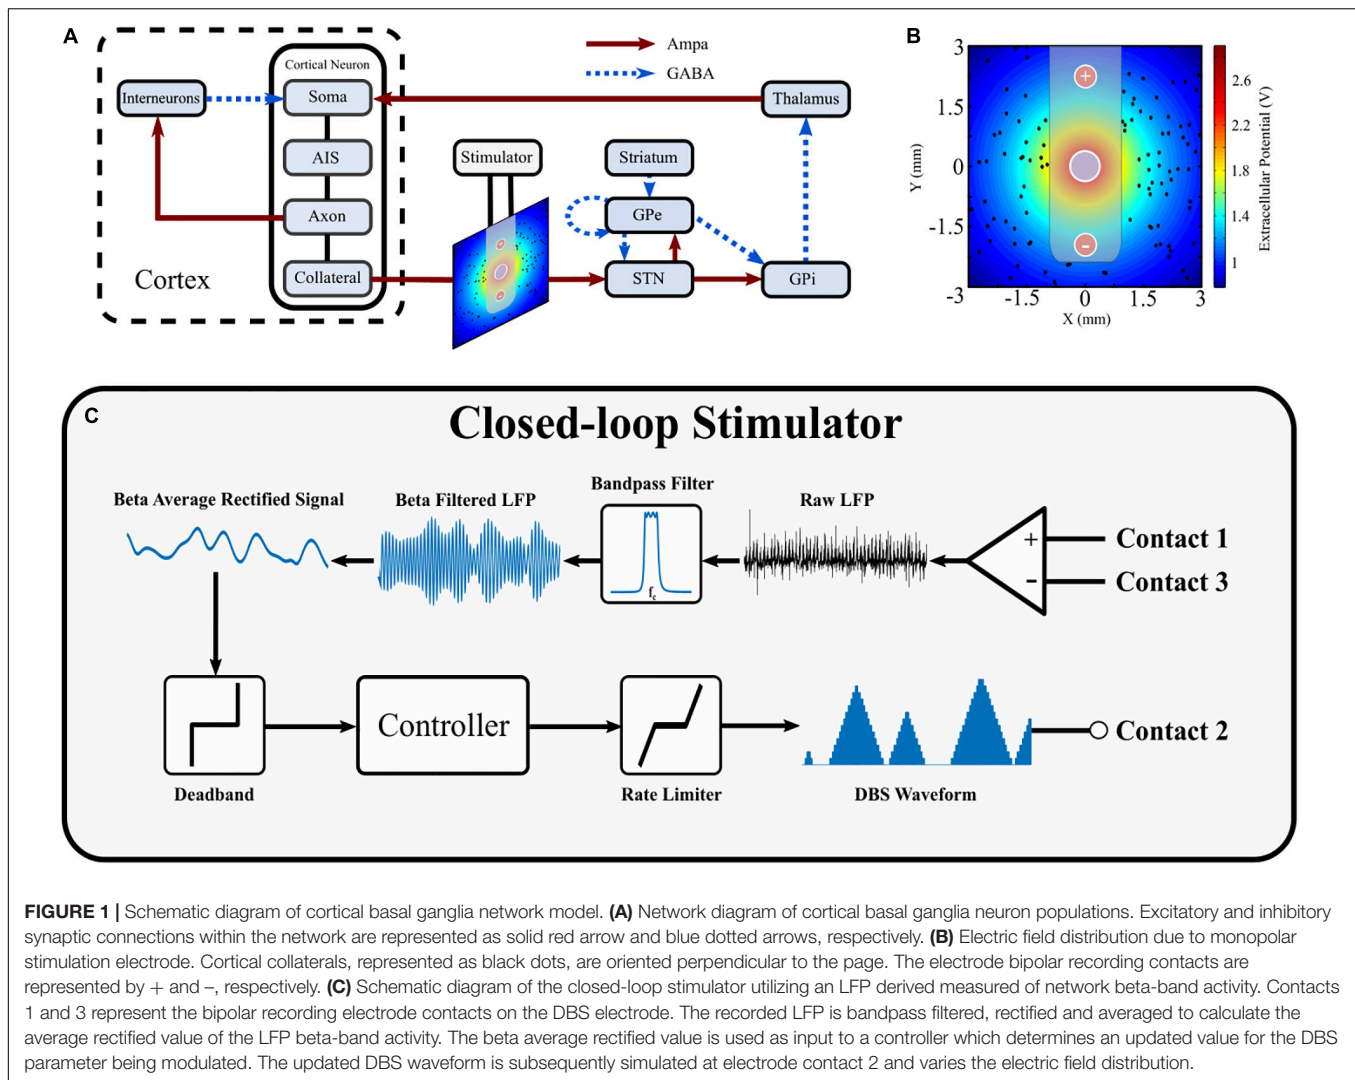 A
Cortex
Interneurons
Cortical Neuron
Soma
AIS
Axon
Collateral
Ampa
GABA
Stimulator
Striatum
GPe
STN
Thalamus
GPi
B
+
-
3
1.5
0
-1.5
-3
Y (mm)
-3
-1.5
0
1.5
3
X (mm)
2.6
2.2
1.8
1.4
1
Extracellular Potential (V)
C
Closed-loop Stimulator
Beta Average Rectified Signal
Beta Filtered LFP
Bandpass Filter
fc
Raw LFP
+
-
Contact 1
Contact 3
Deadband
Controller
Rate Limiter
DBS Waveform
Contact 2
FIGURE 1 | Schematic diagram of cortical basal ganglia network model. (A) Network diagram of cortical basal ganglia neuron populations. Excitatory and inhibitory
synaptic connections within the network are represented as solid red arrow and blue dotted arrows, respectively. (B) Electric field distribution due to monopolar
stimulation electrode. Cortical collaterals, represented as black dots, are oriented perpendicular to the page. The electrode bipolar recording contacts are
represented by + and –, respectively. (C) Schematic diagram of the closed-loop stimulator utilizing an LFP derived measured of network beta-band activity. Contacts
1 and 3 represent the bipolar recording electrode contacts on the DBS electrode. The recorded LFP is bandpass filtered, rectified and averaged to calculate the
average rectified value of the LFP beta-band activity. The beta average rectified value is used as input to a controller which determines an updated value for the DBS
parameter being modulated. The updated DBS waveform is subsequently simulated at electrode contact 2 and varies the electric field distribution.